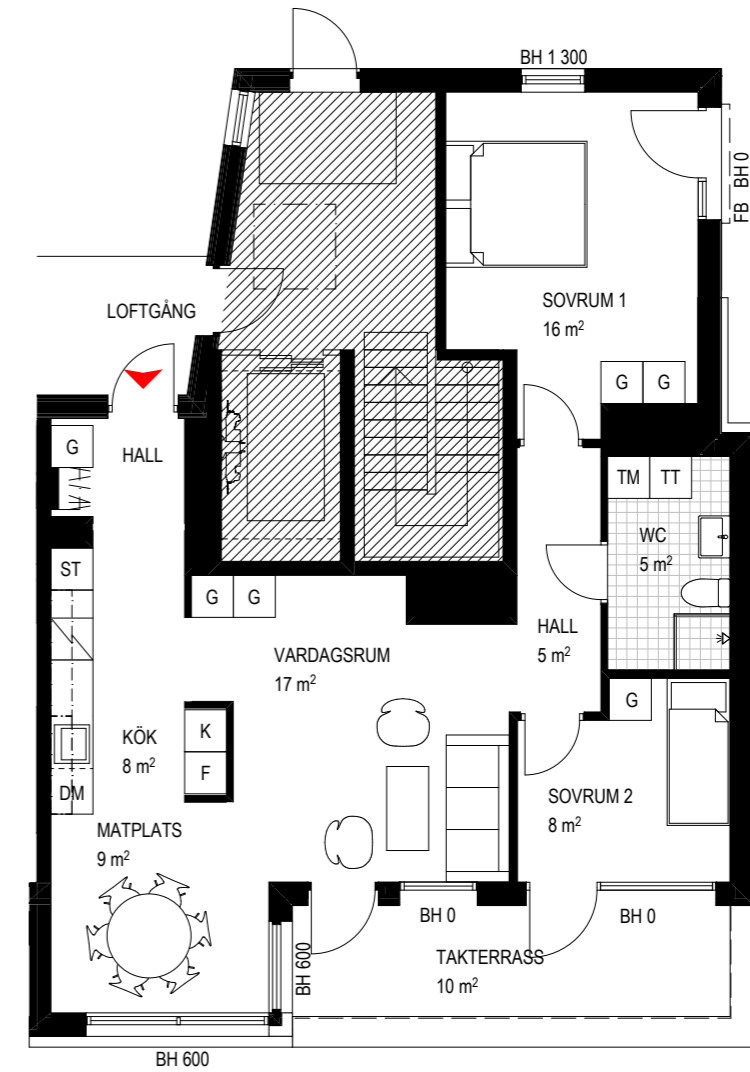 BH 1 300
FB BH 0
SOVRUM 1
16 m²
LOFTGÅNG
G G
G
HALL
TM TT
WC
5 m²
ST
G G
HALL
5 m²
VARDAGSRUM
17 m²
G
K
KÖK
8 m²
F
DM
SOVRUM 2
8 m²
MATPLATS
9 m²
BH 0
BH 0
BH 600
TAKTERRASS
10 m²
BH 600